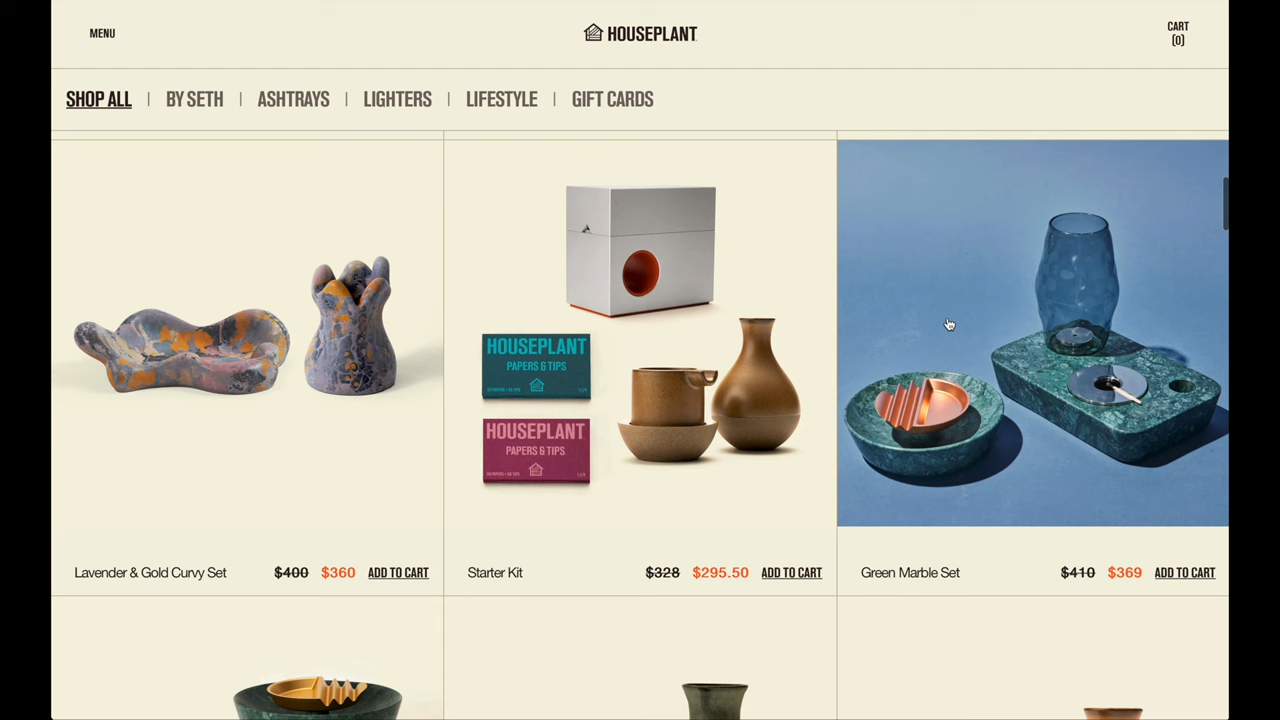 MENU
HOUSEPLANT
CART
(0)
SHOP ALL | BY SETH | ASHTRAYS | LIGHTERS | LIFESTYLE | GIFT CARDS
HOUSEPLANT
PAPERS & TIPS
HOUSEPLANT
PAPERS & TIPS
Lavender & Gold Curvy Set $400 $360 ADD TO CART
Starter Kit $328 $295.50 ADD TO CART
Green Marble Set $410 $369 ADD TO CART